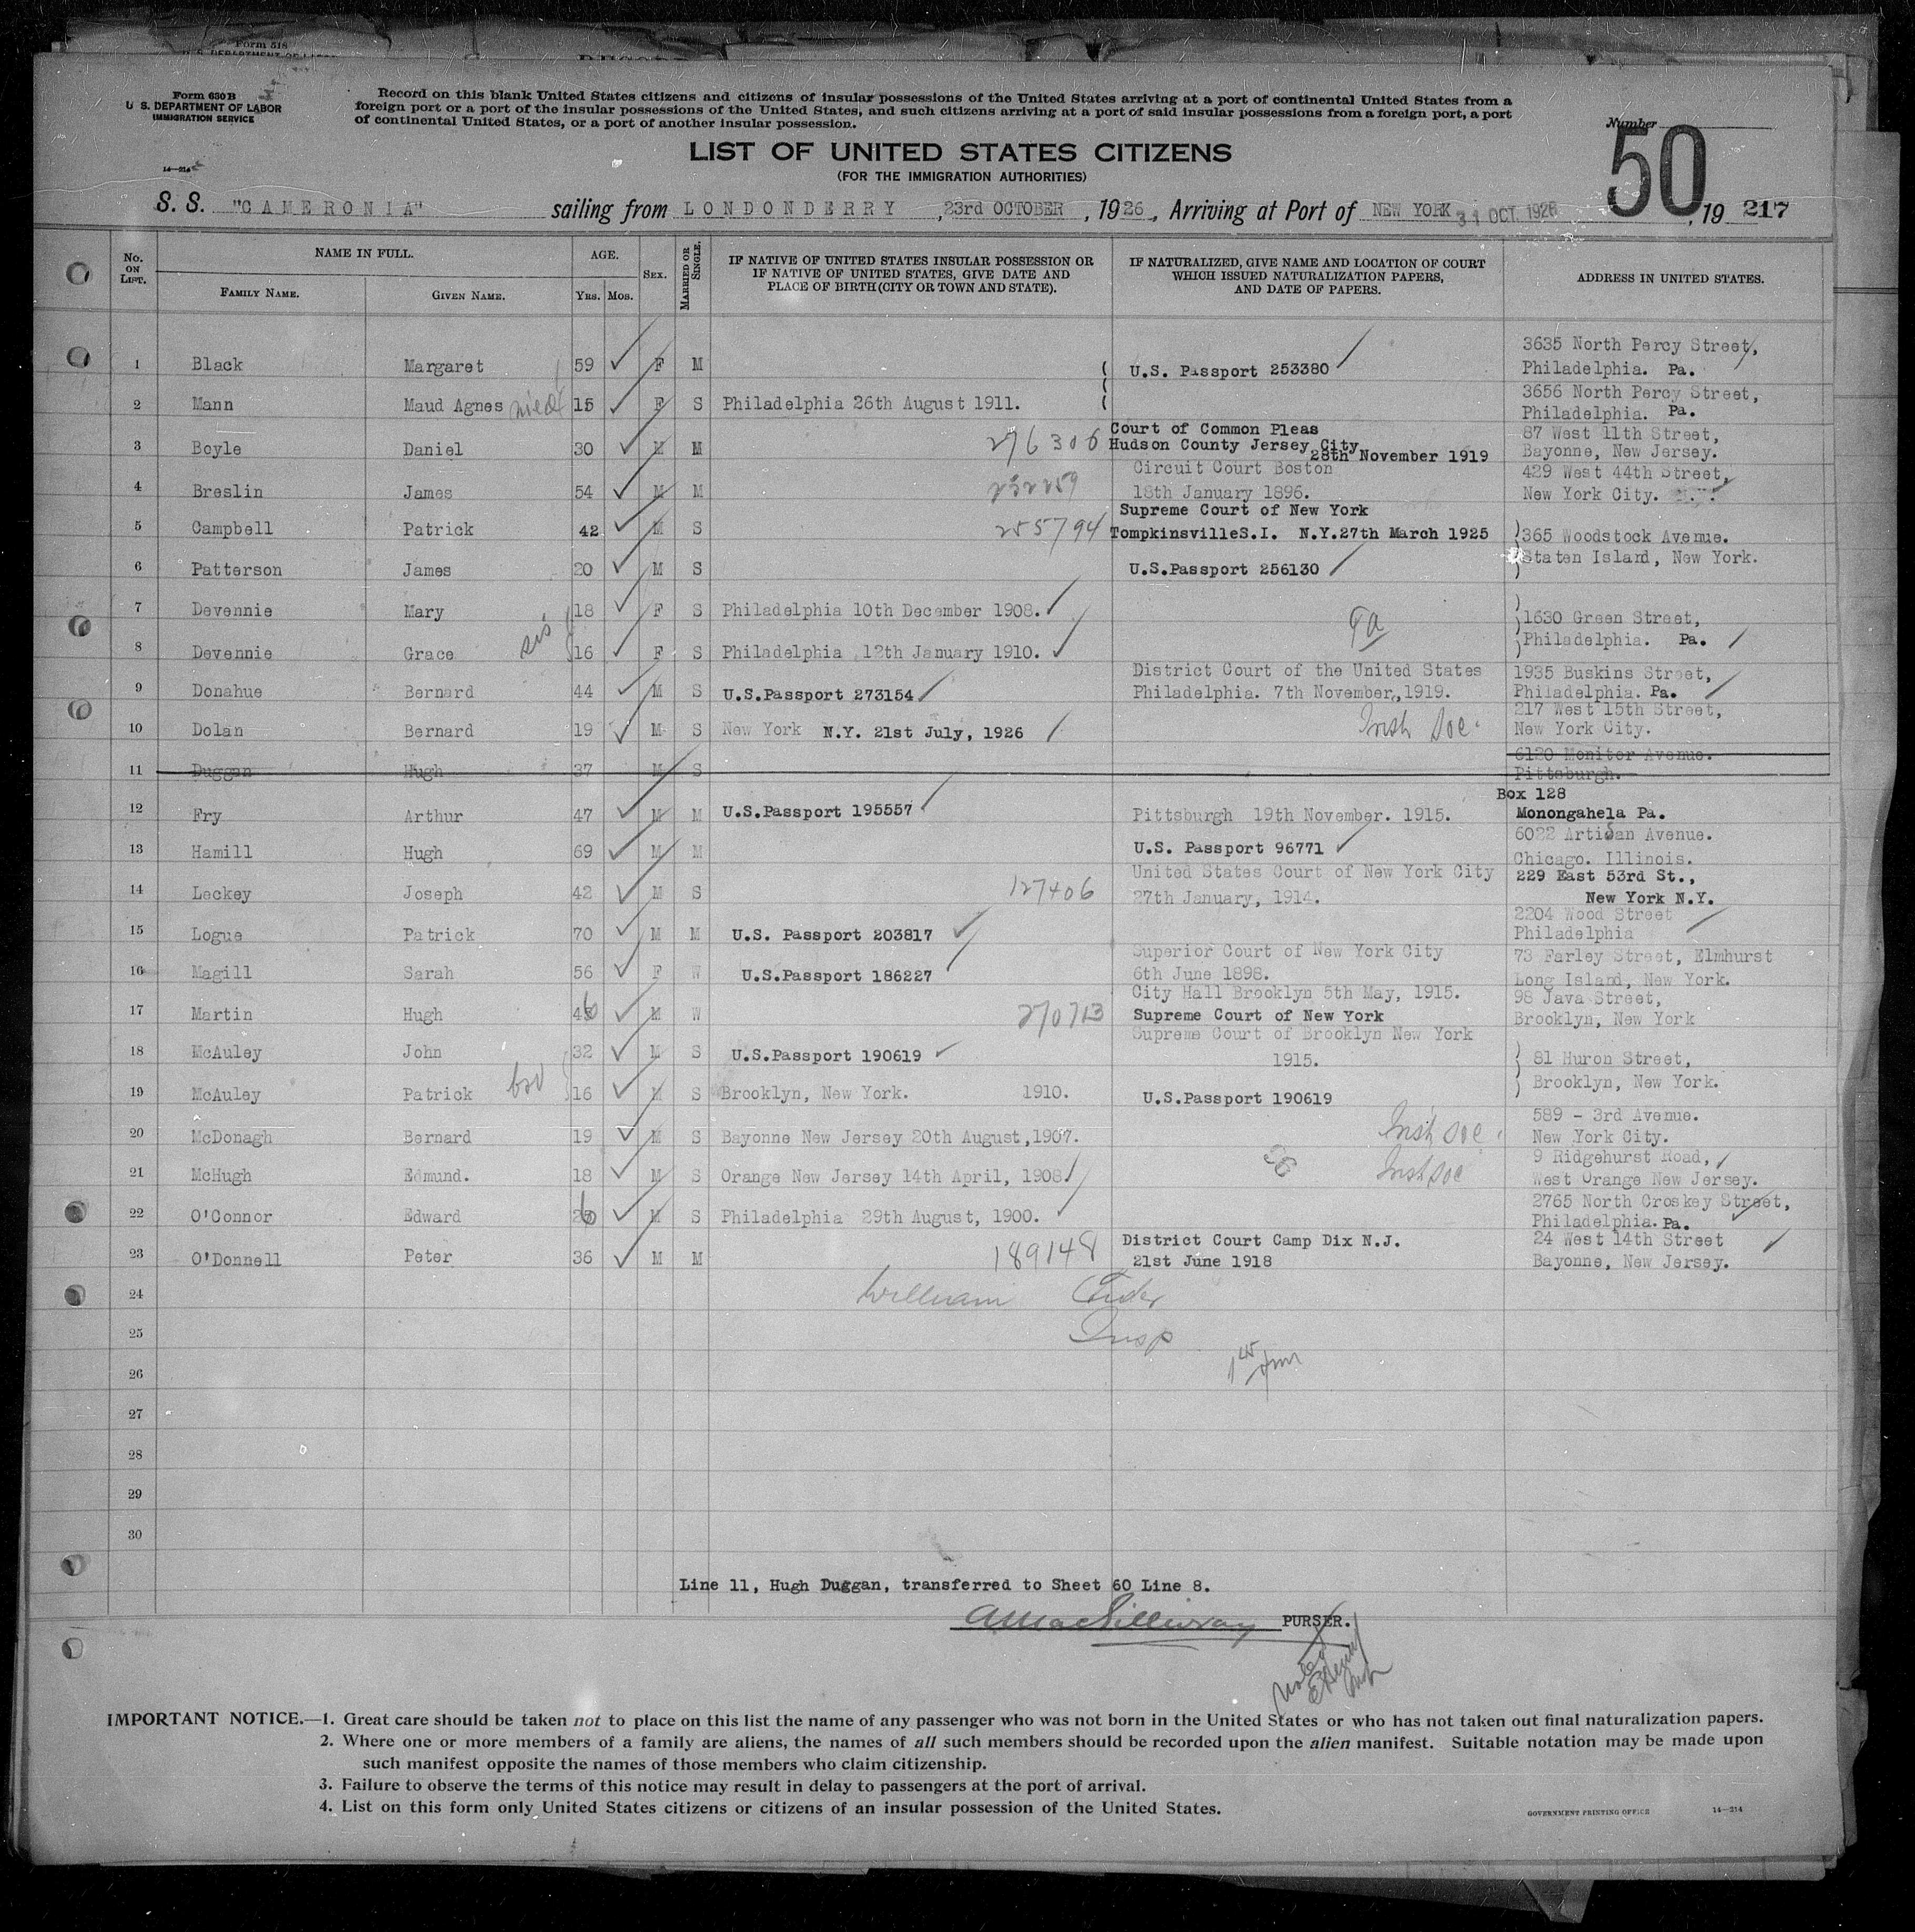 Form 518
Form 630 B
U. S. DEPARTMENT OF LABOR
IMMIGRATION SERVICE
Record on this blank United States citizens and citizens of insular possessions of the United States arriving at a port of continental United States from a
foreign port or a port of the insular possessions of the United States, and such citizens arriving at a port of said insular possessions from a foreign port, a port
of continental United States, or a port of another insular possession.
Number
50
14—214
LIST OF UNITED STATES CITIZENS
(FOR THE IMMIGRATION AUTHORITIES)
S. S. "CAMERONIA" sailing from LONDONDERRY, 23rd OCTOBER, 1926, Arriving at Port of NEW YORK 31 OCT. 1926, 19 217
No. ON LIST. NAME IN FULL. AGE. SEX. MARRIED OR SINGLE. IF NATIVE OF UNITED STATES INSULAR POSSESSION OR IF NATIVE OF UNITED STATES, GIVE DATE AND PLACE OF BIRTH (CITY OR TOWN AND STATE). IF NATURALIZED, GIVE NAME AND LOCATION OF COURT WHICH ISSUED NATURALIZATION PAPERS, AND DATE OF PAPERS. ADDRESS IN UNITED STATES.
FAMILY NAME. GIVEN NAME. YRS. MOS.
1 Black Margaret 59 F M U.S. Passport 253380 3635 North Percy Street, Philadelphia. Pa.
2 Mann Maud Agnes 15 F S Philadelphia 26th August 1911. 3656 North Percy Street, Philadelphia. Pa.
3 Boyle Daniel 30 M M 276306 Court of Common Pleas Hudson County Jersey City 28th November 1919 87 West 11th Street, Bayonne, New Jersey.
4 Breslin James 54 M M 232259 Circuit Court Boston 18th January 1896. 429 West 44th Street, New York City.
5 Campbell Patrick 42 M S 255794 Supreme Court of New York Tompkinsville S.I. N.Y. 27th March 1925 365 Woodstock Avenue.
6 Patterson James 20 M S U.S.Passport 256130 Staten Island, New York.
7 Devennie Mary 18 F S Philadelphia 10th December 1908. 1630 Green Street,
8 Devennie Grace sis 16 F S Philadelphia 12th January 1910. Philadelphia. Pa.
9 Donahue Bernard 44 M S U.S.Passport 273154 District Court of the United States Philadelphia. 7th November, 1919. 1935 Buskins Street, Philadelphia. Pa.
10 Dolan Bernard 19 M S New York N.Y. 21st July, 1926 217 West 15th Street, New York City.
11 Duggan Hugh 37 M S 6120 Monitor Avenue. Pittsburgh.
12 Fry Arthur 47 M M U.S.Passport 195557 Pittsburgh 19th November. 1915. Box 128 Monongahela Pa.
13 Hamill Hugh 69 M M U.S. Passport 96771 6022 Artisan Avenue. Chicago. Illinois.
14 Leckey Joseph 42 M S 127406 United States Court of New York City 27th January, 1914. 229 East 53rd St., New York N.Y.
15 Logue Patrick 70 M M U.S. Passport 203817 2204 Wood Street Philadelphia
16 Magill Sarah 56 F W U.S.Passport 186227 Superior Court of New York City 6th June 1898. 73 Farley Street, Elmhurst Long Island, New York.
17 Martin Hugh M W 270713 City Hall Brooklyn 5th May, 1915. Supreme Court of New York 98 Java Street, Brooklyn, New York
18 McAuley John 32 M S U.S.Passport 190619 Supreme Court of Brooklyn New York 1915. 81 Huron Street,
19 McAuley Patrick bro 16 M S Brooklyn, New York. 1910. U.S.Passport 190619 Brooklyn, New York.
20 McDonagh Bernard 19 M S Bayonne New Jersey 20th August, 1907. 589 - 3rd Avenue. New York City.
21 McHugh Edmund. 18 M S Orange New Jersey 14th April, 1908. 9 Ridgehurst Road, West Orange New Jersey.
22 O'Connor Edward M S Philadelphia 29th August, 1900. 2765 North Croskey Street, Philadelphia. Pa.
23 O'Donnell Peter 36 M M 189148 District Court Camp Dix N.J. 21st June 1918 24 West 14th Street Bayonne, New Jersey.
24 William
25 Insp
26
27
28
29
30
Line 11, Hugh Duggan, transferred to Sheet 60 Line 8.
PURSER.
IMPORTANT NOTICE.—1. Great care should be taken not to place on this list the name of any passenger who was not born in the United States or who has not taken out final naturalization papers.
2. Where one or more members of a family are aliens, the names of all such members should be recorded upon the alien manifest. Suitable notation may be made upon
such manifest opposite the names of those members who claim citizenship.
3. Failure to observe the terms of this notice may result in delay to passengers at the port of arrival.
4. List on this form only United States citizens or citizens of an insular possession of the United States.
GOVERNMENT PRINTING OFFICE 14—214